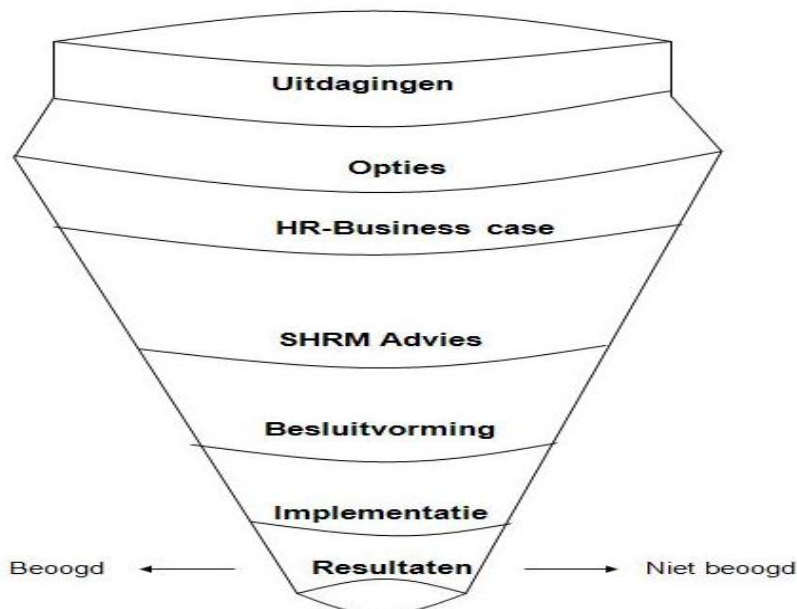 Uitdagingen
Opties
HR-Business case
SHRM Advies
Besluitvorming
Implementatie
Beoogd Resultaten Niet beoogd